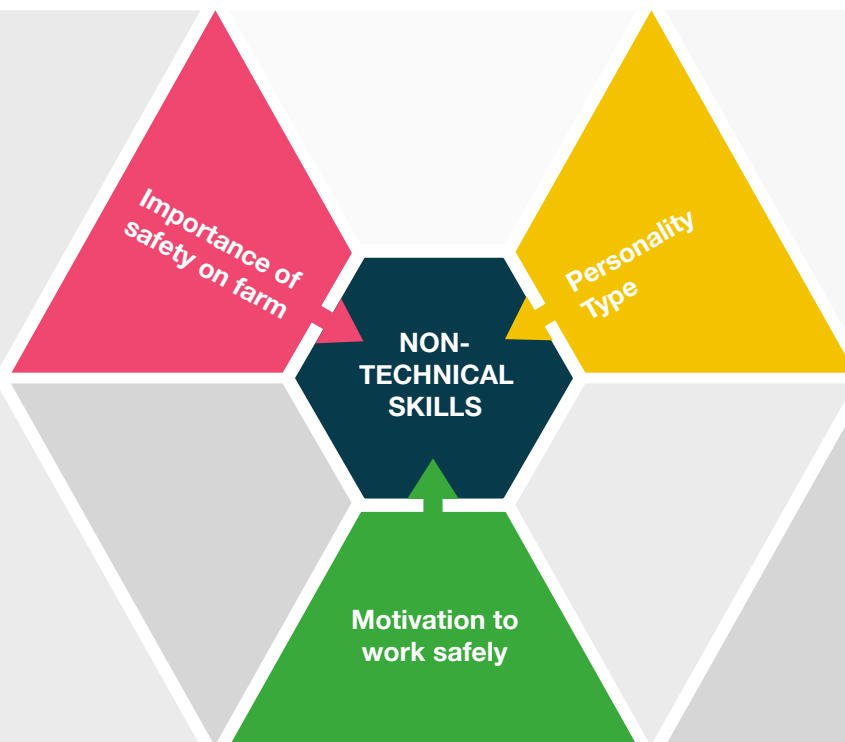 Importance of
safety on farm
Personality
Type
NON-
TECHNICAL
SKILLS
Motivation to
work safely